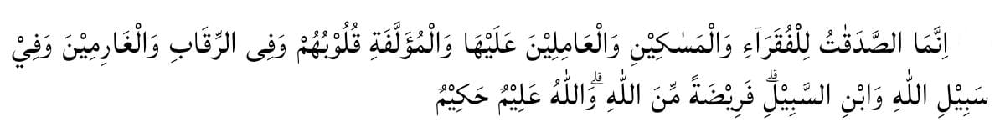 اِنَّمَا الصَّدَقٰتُ لِلْفُقَرَاۤءِ وَالْمَسٰكِيْنِ وَالْعَامِلِيْنَ عَلَيْهَا وَالْمُؤَلَّفَةِ قُلُوْبُهُمْ وَفِى الرِّقَابِ وَالْغَارِمِيْنَ وَفِيْ
سَبِيْلِ اللّٰهِ وَابْنِ السَّبِيْلِۗ فَرِيْضَةً مِّنَ اللّٰهِ ۗوَاللّٰهُ عَلِيْمٌ حَكِيْمٌ